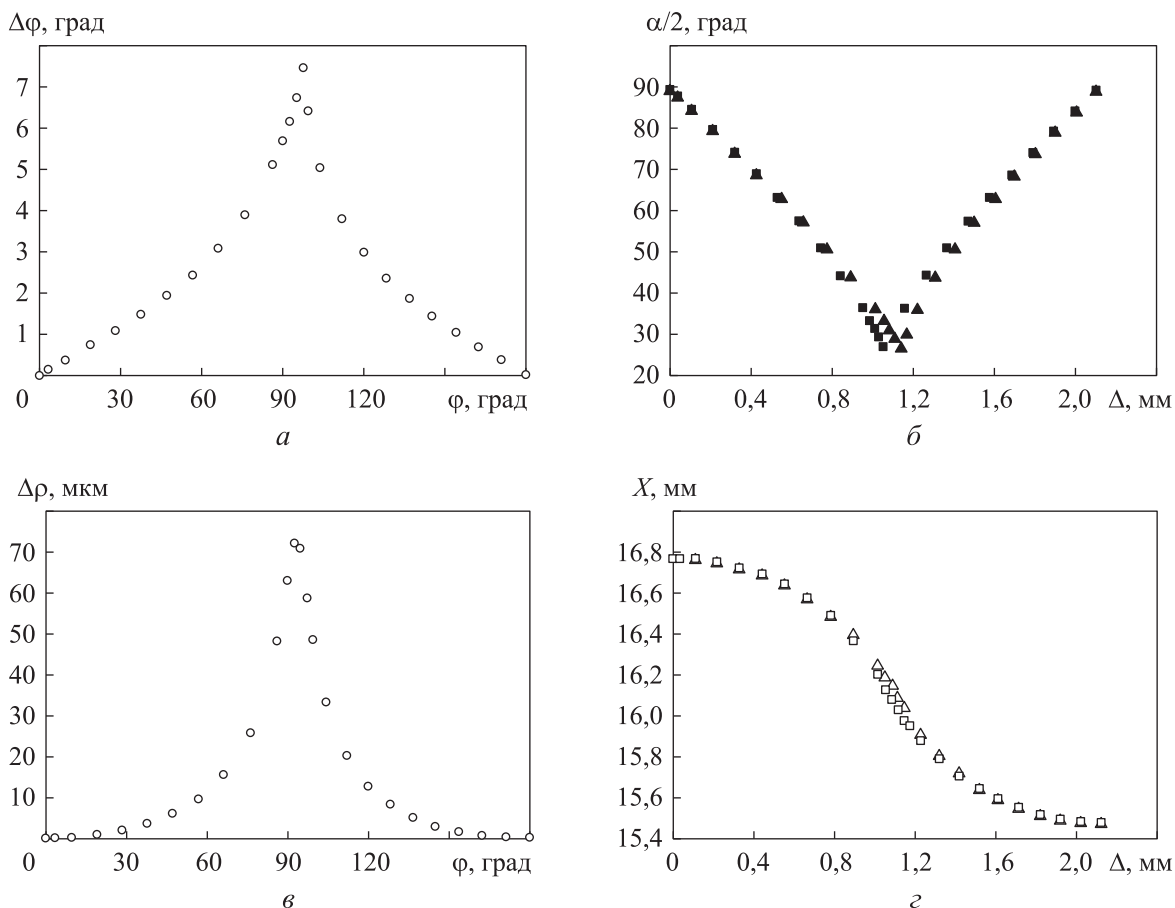 Δφ, град
7
6
5
4
3
2
1
0 30 60 90 120 φ, град
а
α/2, град
90
80
70
60
50
40
30
20
0 0,4 0,8 1,2 1,6 2,0 Δ, мм
б
Δρ, мкм
70
60
50
40
30
20
10
0 30 60 90 120 φ, град
в
X, мм
16,8
16,6
16,4
16,2
16,0
15,8
15,6
15,4
0 0,4 0,8 1,2 1,6 2,0 Δ, мм
г